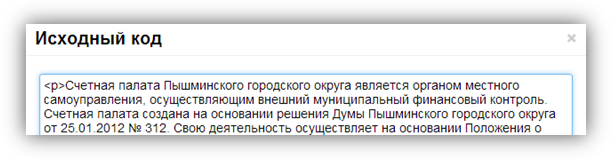 Исходный код
<p>Счетная палата Пышминского городского округа является органом местного
самоуправления, осуществляющим внешний муниципальный финансовый контроль.
Счетная палата создана на основании решения Думы Пышминского городского округа
от 25.01.2012 № 312. Свою деятельность осуществляет на основании Положения о